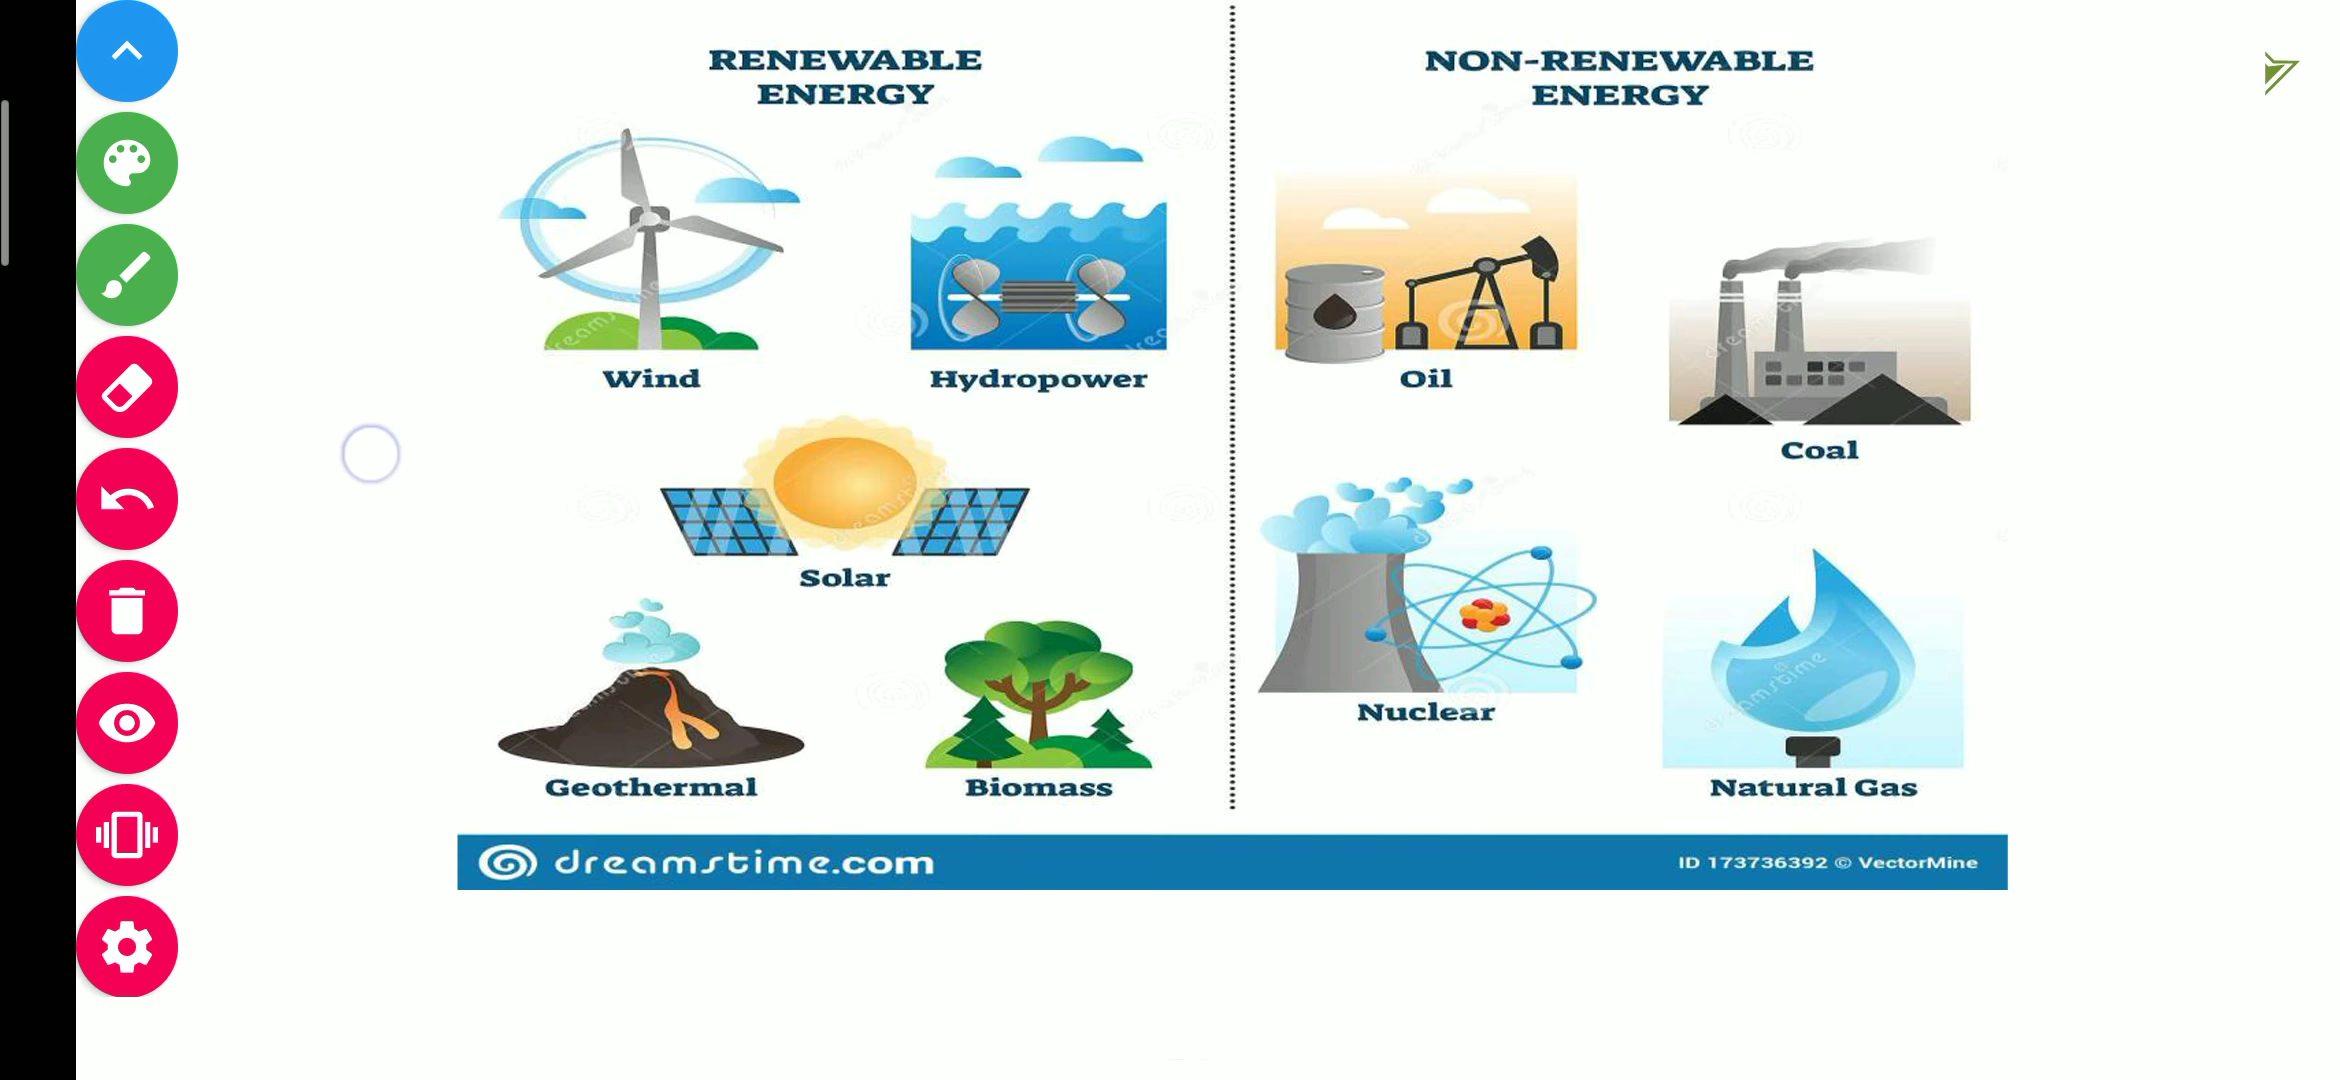 RENEWABLE
ENERGY
NON-RENEWABLE
ENERGY
Wind
Hydropower
Oil
Coal
Solar
Nuclear
Geothermal
Biomass
Natural Gas
dreamstime.com
ID 173736392 © VectorMine